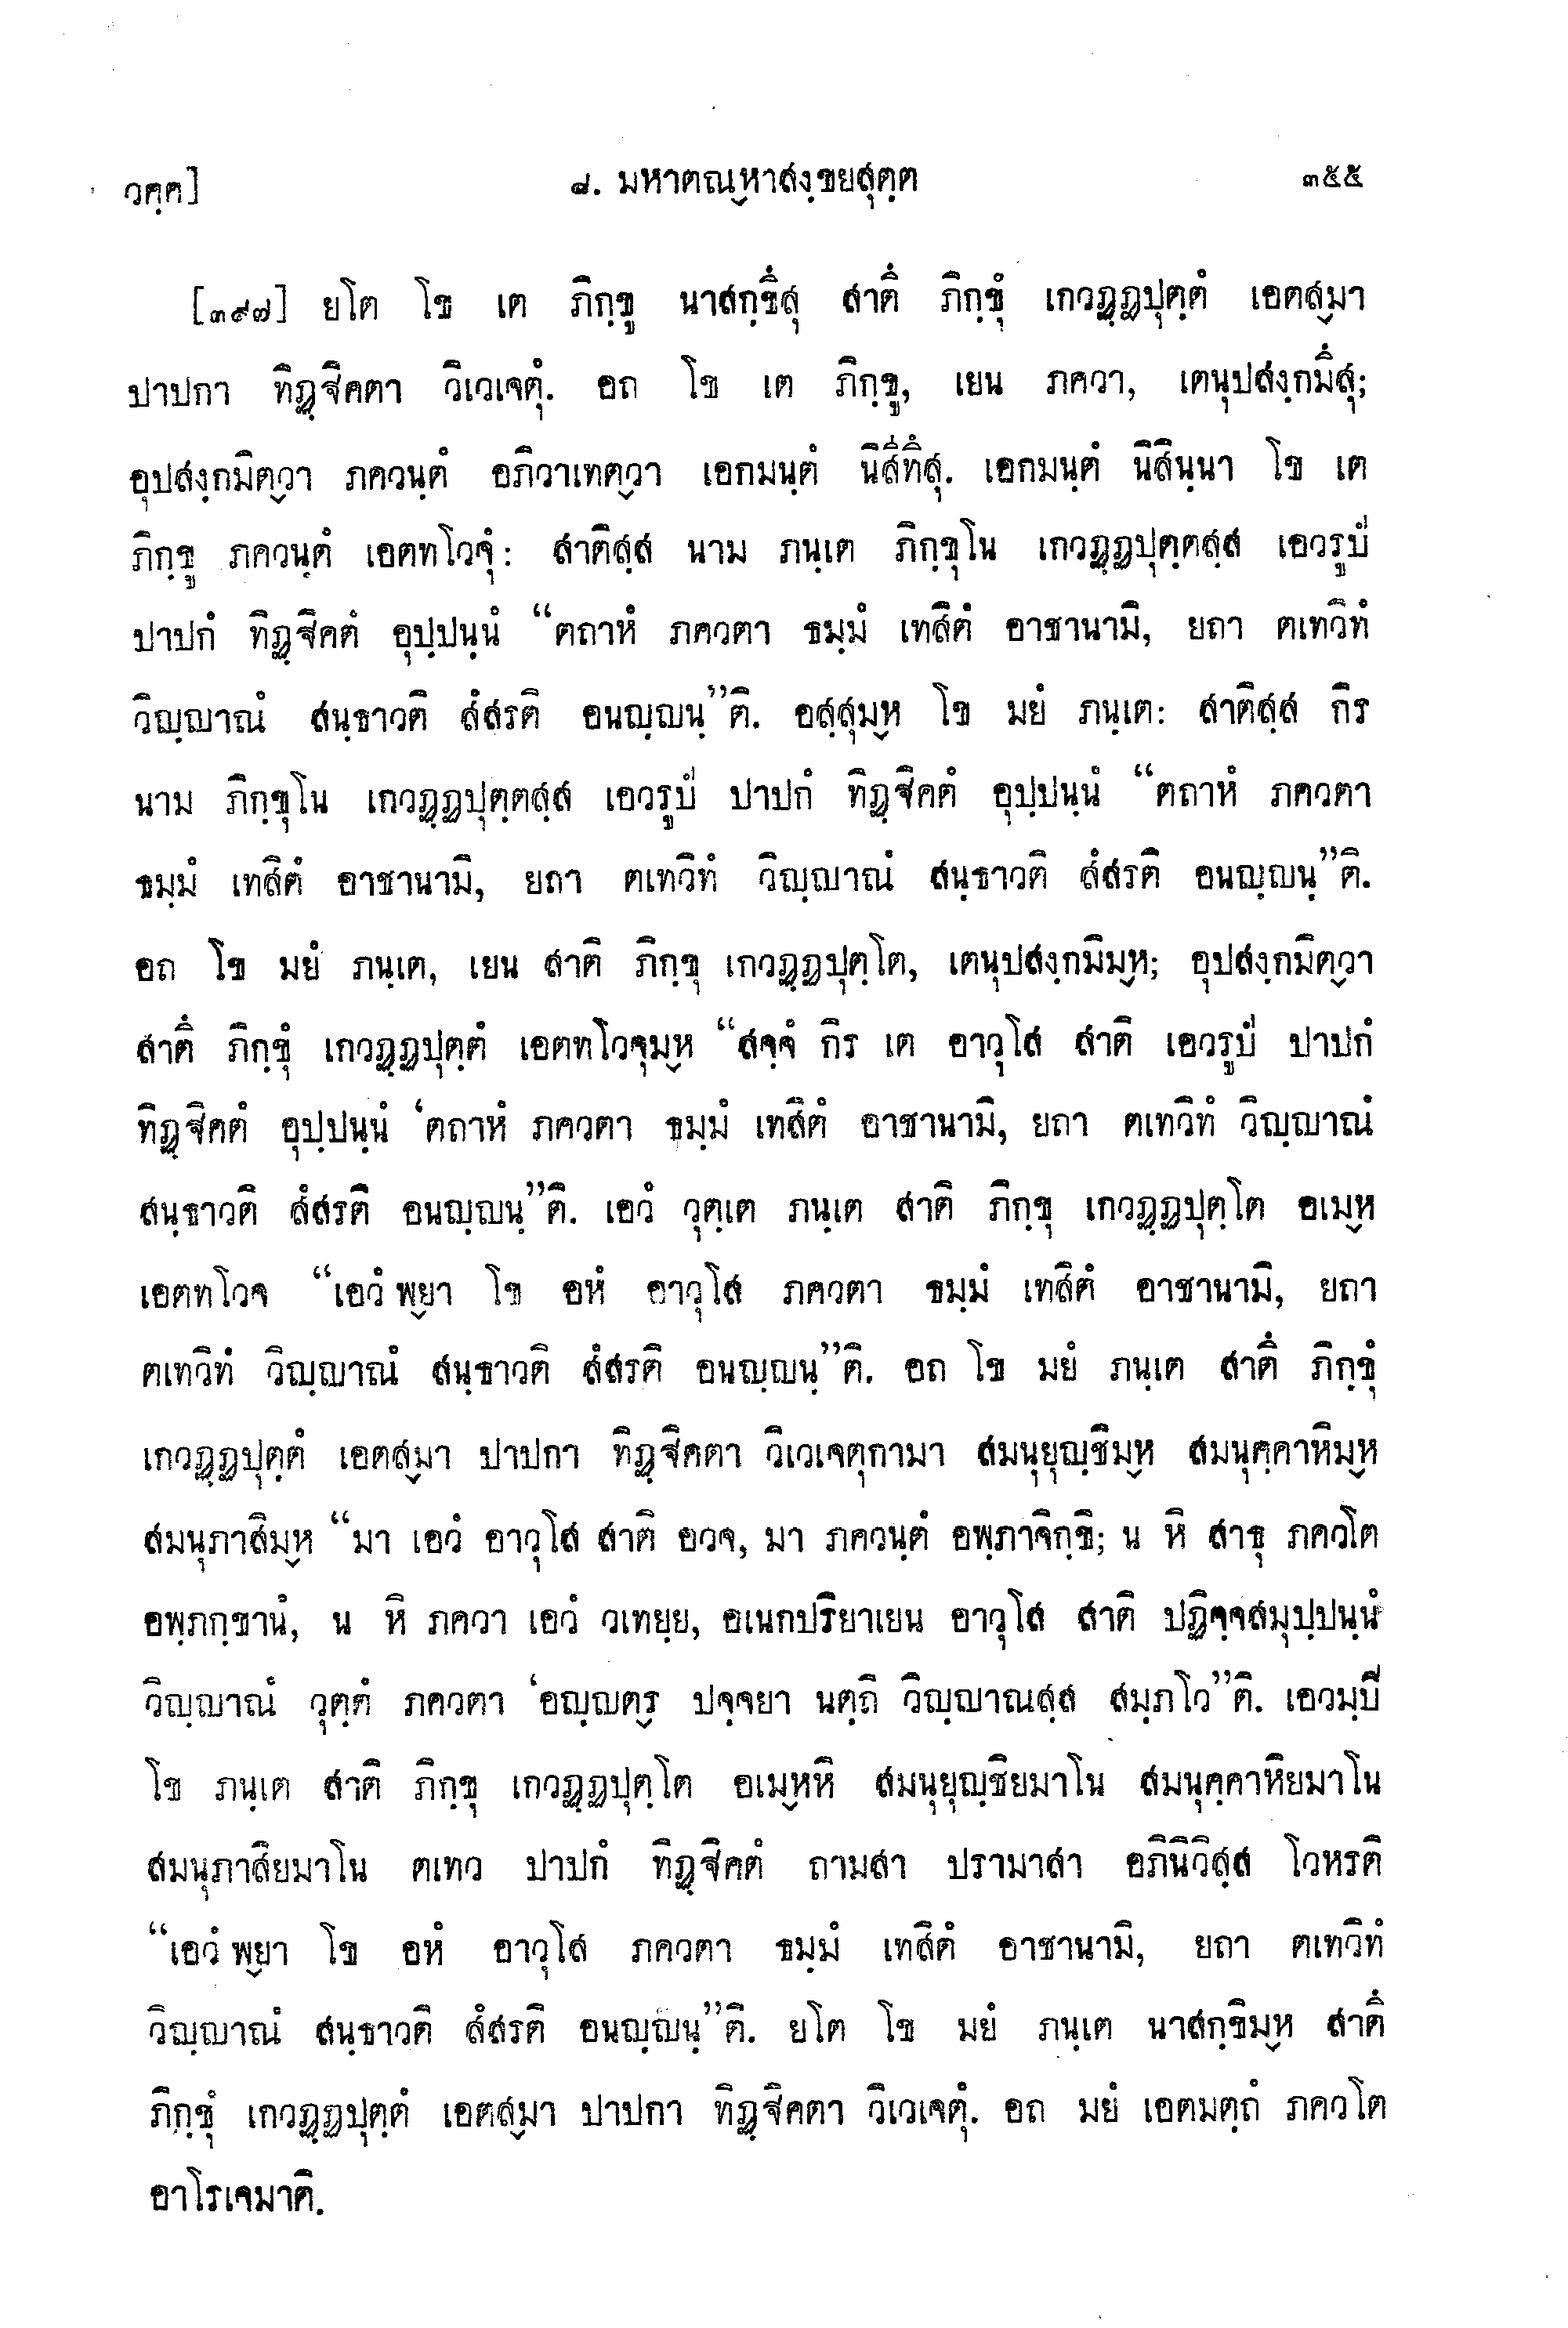 วคฺค]
๘. มหาตณฺหาสงฺขยสุตฺต
๓๕๕
[๓๙๗] ยโต โข เต ภิกฺขู นาสกฺขึสุ สาตึ ภิกฺขุํ เกวฏฺฏปุตฺตํ เอตสฺมา
ปาปกา ทิฏฺฐิคตา วิเวเจตุํ. อถ โข เต ภิกฺขู, เยน ภควา, เตนุปสงฺกมึสุ;
อุปสงฺกมิตฺวา ภควนฺตํ อภิวาเทตฺวา เอกมนฺตํ นิสีทึสุ. เอกมนฺตํ นิสินฺนา โข เต
ภิกฺขู ภควนฺตํ เอตทโวจุํ: สาติสฺส นาม ภนฺเต ภิกฺขุโน เกวฏฺฏปุตฺตสฺส เอวรูปํ
ปาปกํ ทิฏฺฐิคตํ อุปฺปนฺนํ “ตถาหํ ภควตา ธมฺมํ เทสิตํ อาชานามิ, ยถา ตเทวิทํ
วิญฺญาณํ สนฺธาวติ สํสรติ อนญฺญนฺ”ติ. อสฺสุมฺห โข มยํ ภนฺเต: สาติสฺส กิร
นาม ภิกฺขุโน เกวฏฺฏปุตฺตสฺส เอวรูปํ ปาปกํ ทิฏฺฐิคตํ อุปฺปนฺนํ “ตถาหํ ภควตา
ธมฺมํ เทสิตํ อาชานามิ, ยถา ตเทวิทํ วิญฺญาณํ สนฺธาวติ สํสรติ อนญฺญนฺ”ติ.
อถ โข มยํ ภนฺเต, เยน สาติ ภิกฺขุ เกวฏฺฏปุตฺโต, เตนุปสงฺกมิมฺห; อุปสงฺกมิตฺวา
สาตึ ภิกฺขุํ เกวฏฺฏปุตฺตํ เอตทโวจุมฺห “สจฺจํ กิร เต อาวุโส สาติ เอวรูปํ ปาปกํ
ทิฏฺฐิคตํ อุปฺปนฺนํ ‘ตถาหํ ภควตา ธมฺมํ เทสิตํ อาชานามิ, ยถา ตเทวิทํ วิญฺญาณํ
สนฺธาวติ สํสรติ อนญฺญนฺ”ติ. เอวํ วุตฺเต ภนฺเต สาติ ภิกฺขุ เกวฏฺฏปุตฺโต อเมฺห
เอตทโวจ “เอวํ พฺยา โข อหํ อาวุโส ภควตา ธมฺมํ เทสิตํ อาชานามิ, ยถา
ตเทวิทํ วิญฺญาณํ สนฺธาวติ สํสรติ อนญฺญนฺ”ติ. อถ โข มยํ ภนฺเต สาตึ ภิกฺขุํ
เกวฏฺฏปุตฺตํ เอตสฺมา ปาปกา ทิฏฺฐิคตา วิเวเจตุกามา สมนุยุญฺชิมฺห สมนุคฺคาหิมฺห
สมนุภาสิมฺห “มา เอวํ อาวุโส สาติ อวจ, มา ภควนฺตํ อพฺภาจิกฺขิ; น หิ สาธุ ภควโต
อพฺภกฺขานํ, น หิ ภควา เอวํ วเทยฺย, อเนกปริยาเยน อาวุโส สาติ ปฏิจฺจสมุปฺปนฺนํ
วิญฺญาณํ วุตฺตํ ภควตา ‘อญฺญตฺร ปจฺจยา นตฺถิ วิญฺญาณสฺส สมฺภโว”ติ. เอวมฺปิ
โข ภนฺเต สาติ ภิกฺขุ เกวฏฺฏปุตฺโต อเมฺหหิ สมนุยุญฺชิยมาโน สมนุคฺคาหิยมาโน
สมนุภาสิยมาโน ตเทว ปาปกํ ทิฏฺฐิคตํ ถามสา ปรามาสา อภินิวิสฺส โวหรติ
“เอวํ พฺยา โข อหํ อาวุโส ภควตา ธมฺมํ เทสิตํ อาชานามิ, ยถา ตเทวิทํ
วิญฺญาณํ สนฺธาวติ สํสรติ อนญฺญนฺ”ติ. ยโต โข มยํ ภนฺเต นาสกฺขิมฺห สาตึ
ภิกฺขุํ เกวฏฺฏปุตฺตํ เอตสฺมา ปาปกา ทิฏฺฐิคตา วิเวเจตุํ. อถ มยํ เอตมตฺถํ ภควโต
อาโรเจมาติ.